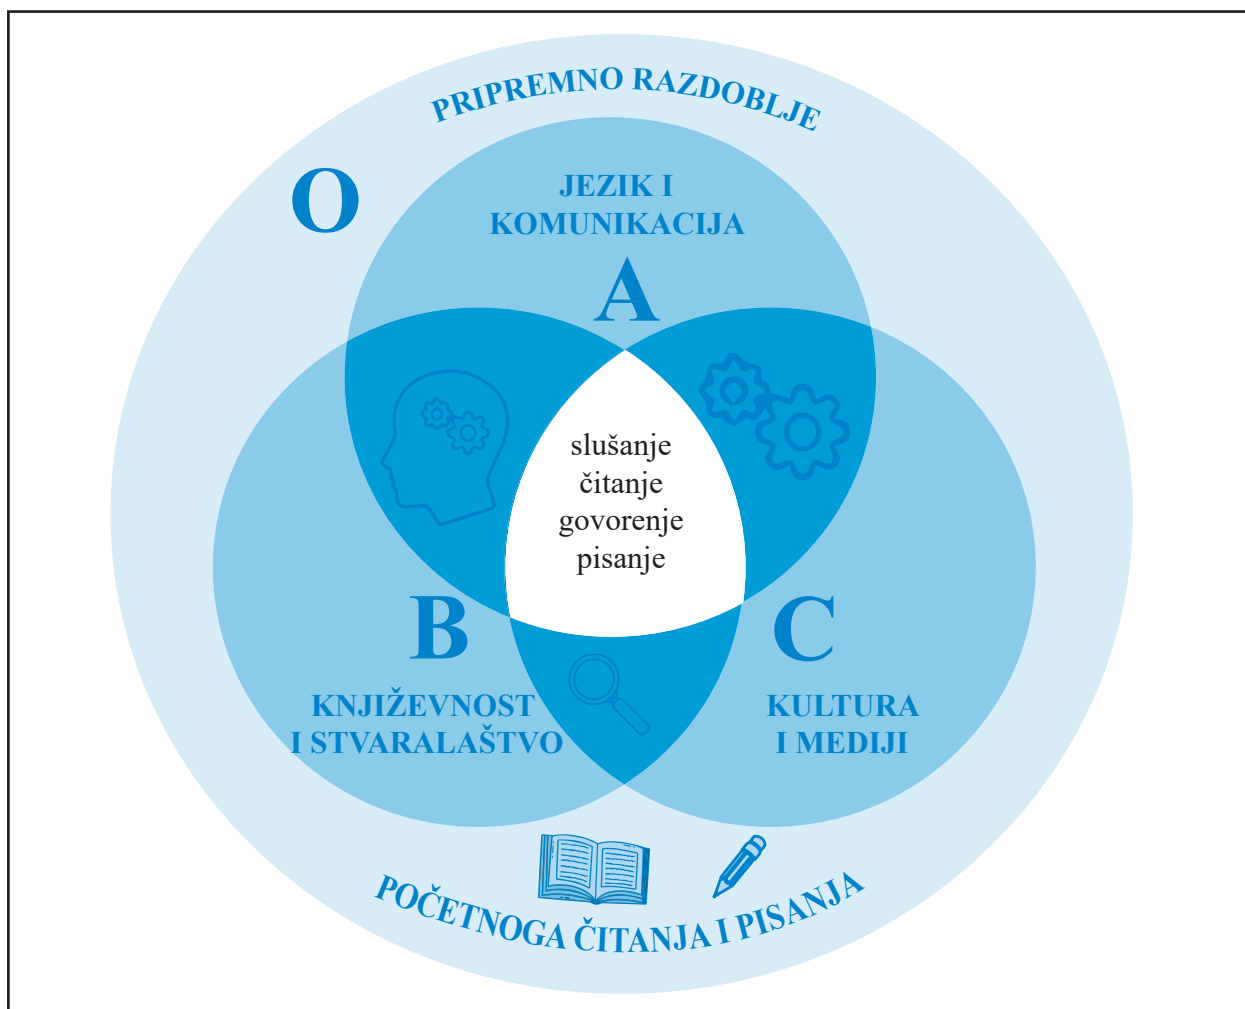 PRIPREMNO RAZDOBLJE
O
JEZIK I
KOMUNIKACIJA
A
slušanje
čitanje
govorenje
pisanje
B
KNJIŽEVNOST
I STVARALAŠTVO
C
KULTURA
I MEDIJI
POČETNOGA ČITANJA I PISANJA